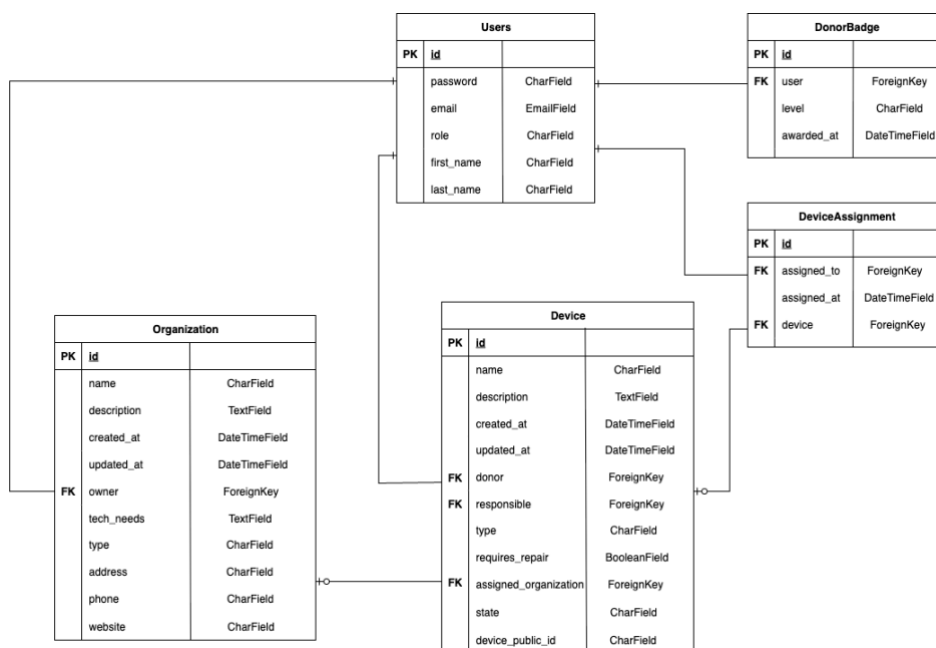 Users
PK id
password CharField
email EmailField
role CharField
first_name CharField
last_name CharField
DonorBadge
PK id
FK user ForeignKey
level CharField
awarded_at DateTimeField
DeviceAssignment
PK id
FK assigned_to ForeignKey
assigned_at DateTimeField
FK device ForeignKey
Organization
PK id
name CharField
description TextField
created_at DateTimeField
updated_at DateTimeField
FK owner ForeignKey
tech_needs TextField
type CharField
address CharField
phone CharField
website CharField
Device
PK id
name CharField
description TextField
created_at DateTimeField
updated_at DateTimeField
FK donor ForeignKey
FK responsible ForeignKey
type CharField
requires_repair BooleanField
FK assigned_organization ForeignKey
state CharField
device_public_id CharField